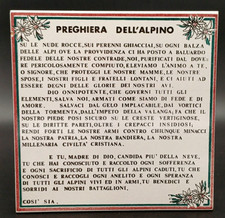 PREGHIERA DELL'ALPINO
SU LE NUDE ROCCE, SUI PERENNI GHIACCIAI, SU OGNI BALZA
DELLE ALPI OVE LA PROVVIDENZA CI HA POSTO A BALUARDO
FEDELE DELLE NOSTRE CONTRADE, NOI, PURIFICATI DAL DOVE-
RE PERICOLOSAMENTE COMPIUTO, ELEVIAMO L'ANIMO A TE,
O SIGNORE, CHE PROTEGGI LE NOSTRE MAMME, LE NOSTRE
SPOSE, I NOSTRI FIGLI E FRATELLI LONTANI, E CI AIUTI AD
ESSERE DEGNI DELLE GLORIE DEI NOSTRI AVI.
DIO ONNIPOTENTE, CHE GOVERNI TUTTI GLI
ELEMENTI, SALVA NOI, ARMATI COME SIAMO DI FEDE E DI
AMORE. SALVACI DAL GELO IMPLACABILE, DAI VORTICI
DELLA TORMENTA, DALL'IMPETO DELLA VALANGA, FA CHE IL
NOSTRO PIEDE POSI SICURO SU LE CRESTE VERTIGINOSE,
SU LE DIRITTE PARETI, OLTRE I CREPACCI INSIDIOSI,
RENDI FORTI LE NOSTRE ARMI CONTRO CHIUNQUE MINACCI
LA NOSTRA PATRIA, LA NOSTRA BANDIERA, LA NOSTRA
MILLENARIA CIVILTA' CRISTIANA.
E TU, MADRE DI DIO, CANDIDA PIU' DELLA NEVE,
TU CHE HAI CONOSCIUTO E RACCOLTO OGNI SOFFERENZA
E OGNI SACRIFICIO DI TUTTI GLI ALPINI CADUTI, TU CHE
CONOSCI E RACCOGLI OGNI ANELITO E OGNI SPERANZA
DI TUTTI GLI ALPINI VIVI E IN ARMI, TU BENEDICI E
SORRIDI AI NOSTRI BATTAGLIONI.
COSI' SIA.